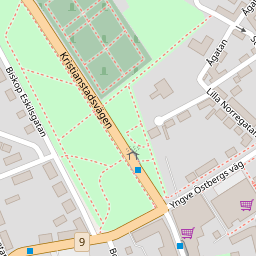 Kristianstadsvägen
Ågatan
Biskop Eskilsgatan
Lilla Norregatan
Yngve Östbergs väg
9